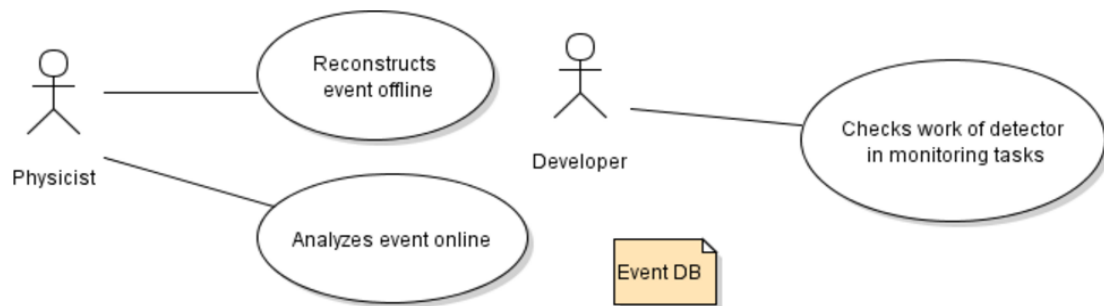 Reconstructs
event offline
Physicist
Analyzes event online
Developer
Checks work of detector
in monitoring tasks
Event DB